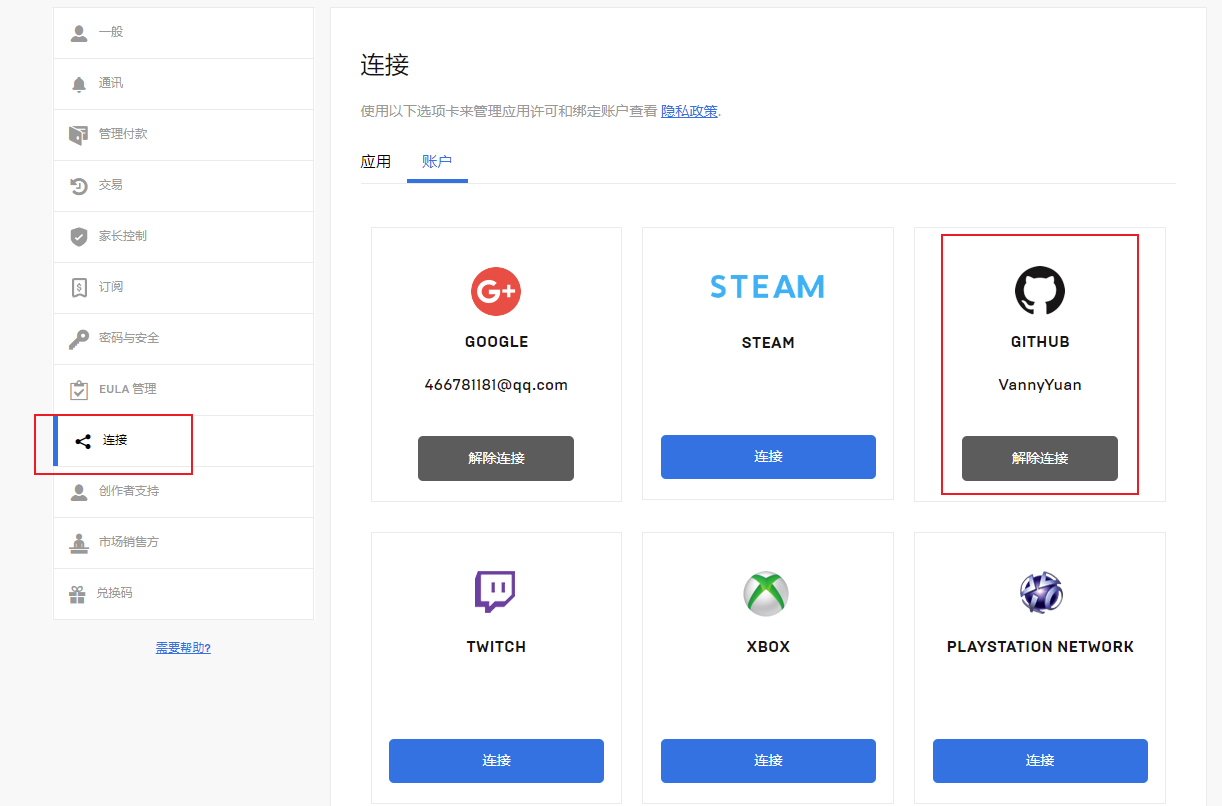 一般
通讯
管理付款
交易
家长控制
订阅
密码与安全
EULA 管理
连接
创作者支持
市场销售方
兑换码
需要帮助?
连接
使用以下选项卡来管理应用许可和绑定账户查看 隐私政策.
应用 账户
G+
GOOGLE
466781181@qq.com
解除连接
STEAM
STEAM
连接
GITHUB
VannyYuan
解除连接
TWITCH
连接
XBOX
连接
PLAYSTATION NETWORK
连接